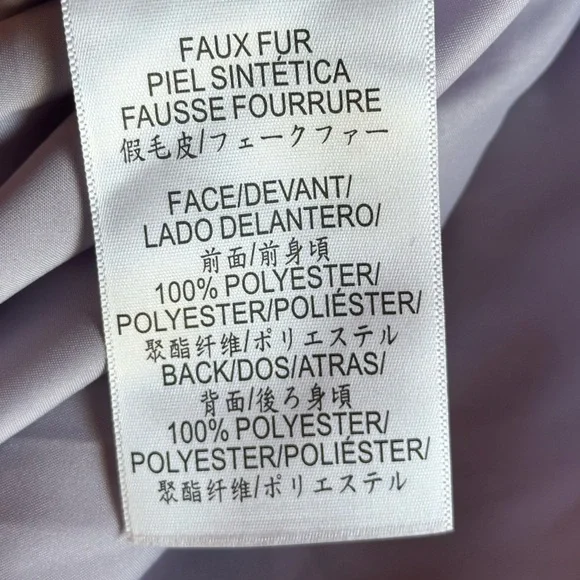 FAUX FUR
PIEL SINTÉTICA
FAUSSE FOURRURE
假毛皮/フェークファー
FACE/DEVANT/
LADO DELANTERO/
前面/前身頃
100% POLYESTER/
POLYESTER/POLIÉSTER/
聚酯纤维/ポリエステル
BACK/DOS/ATRAS/
背面/後ろ身頃
100% POLYESTER/
POLYESTER/POLIÉSTER/
聚酯纤维/ポリエステル